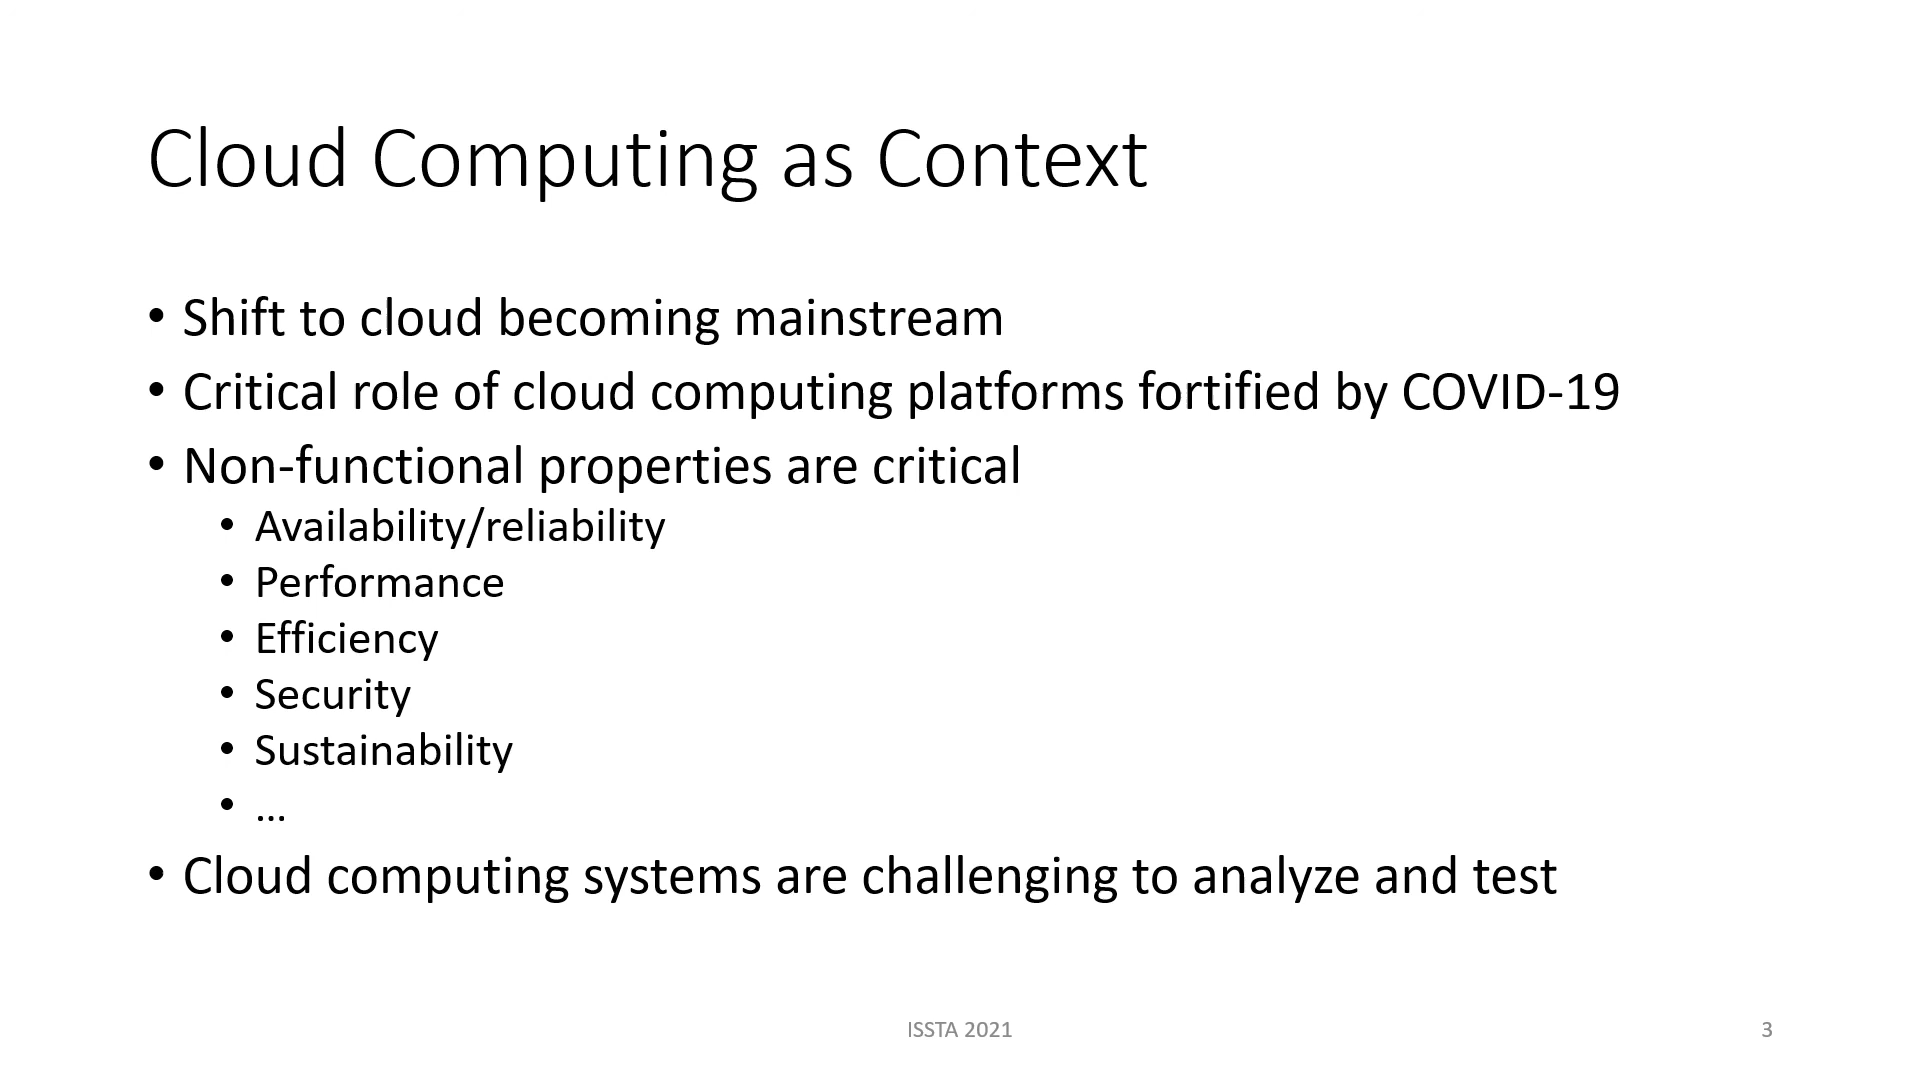 Cloud Computing as Context
• Shift to cloud becoming mainstream
• Critical role of cloud computing platforms fortified by COVID-19
• Non-functional properties are critical
• Availability/reliability
• Performance
• Efficiency
• Security
• Sustainability
• …
• Cloud computing systems are challenging to analyze and test
ISSTA 2021
3